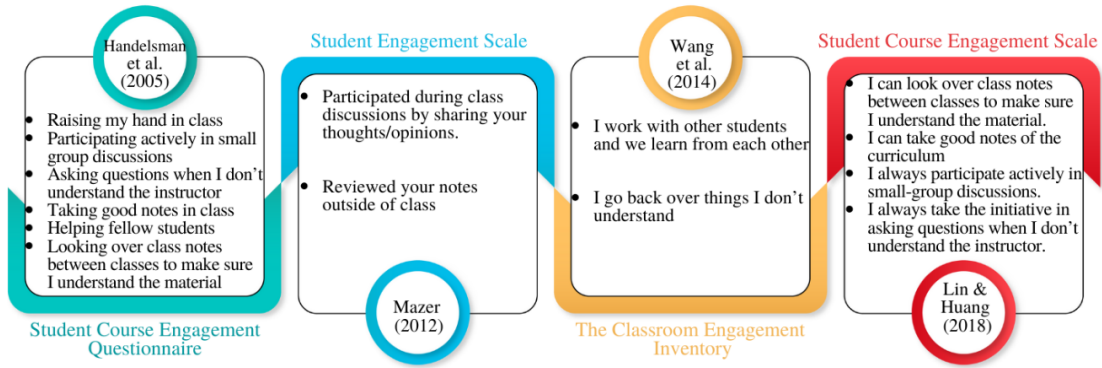 Handelsman
et al.
(2005)
• Raising my hand in class
• Participating actively in small
group discussions
• Asking questions when I don't
understand the instructor
• Taking good notes in class
• Helping fellow students
• Looking over class notes
between classes to make sure
I understand the material
Student Course Engagement
Questionnaire
Student Engagement Scale
• Participated during class
discussions by sharing your
thoughts/opinions.
• Reviewed your notes
outside of class
Mazer
(2012)
Wang
et al.
(2014)
• I work with other students
and we learn from each other
• I go back over things I don't
understand
The Classroom Engagement
Inventory
Student Course Engagement Scale
• I can look over class notes
between classes to make sure
I understand the material.
• I can take good notes of the
curriculum
• I always participate actively in
small-group discussions.
• I always take the initiative in
asking questions when I don't
understand the instructor.
Lin &
Huang
(2018)